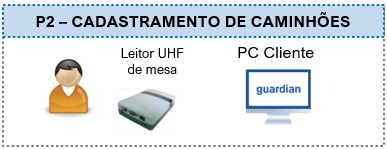 P2 – CADASTRAMENTO DE CAMINHÕES
Leitor UHF
de mesa
PC Cliente
guardian